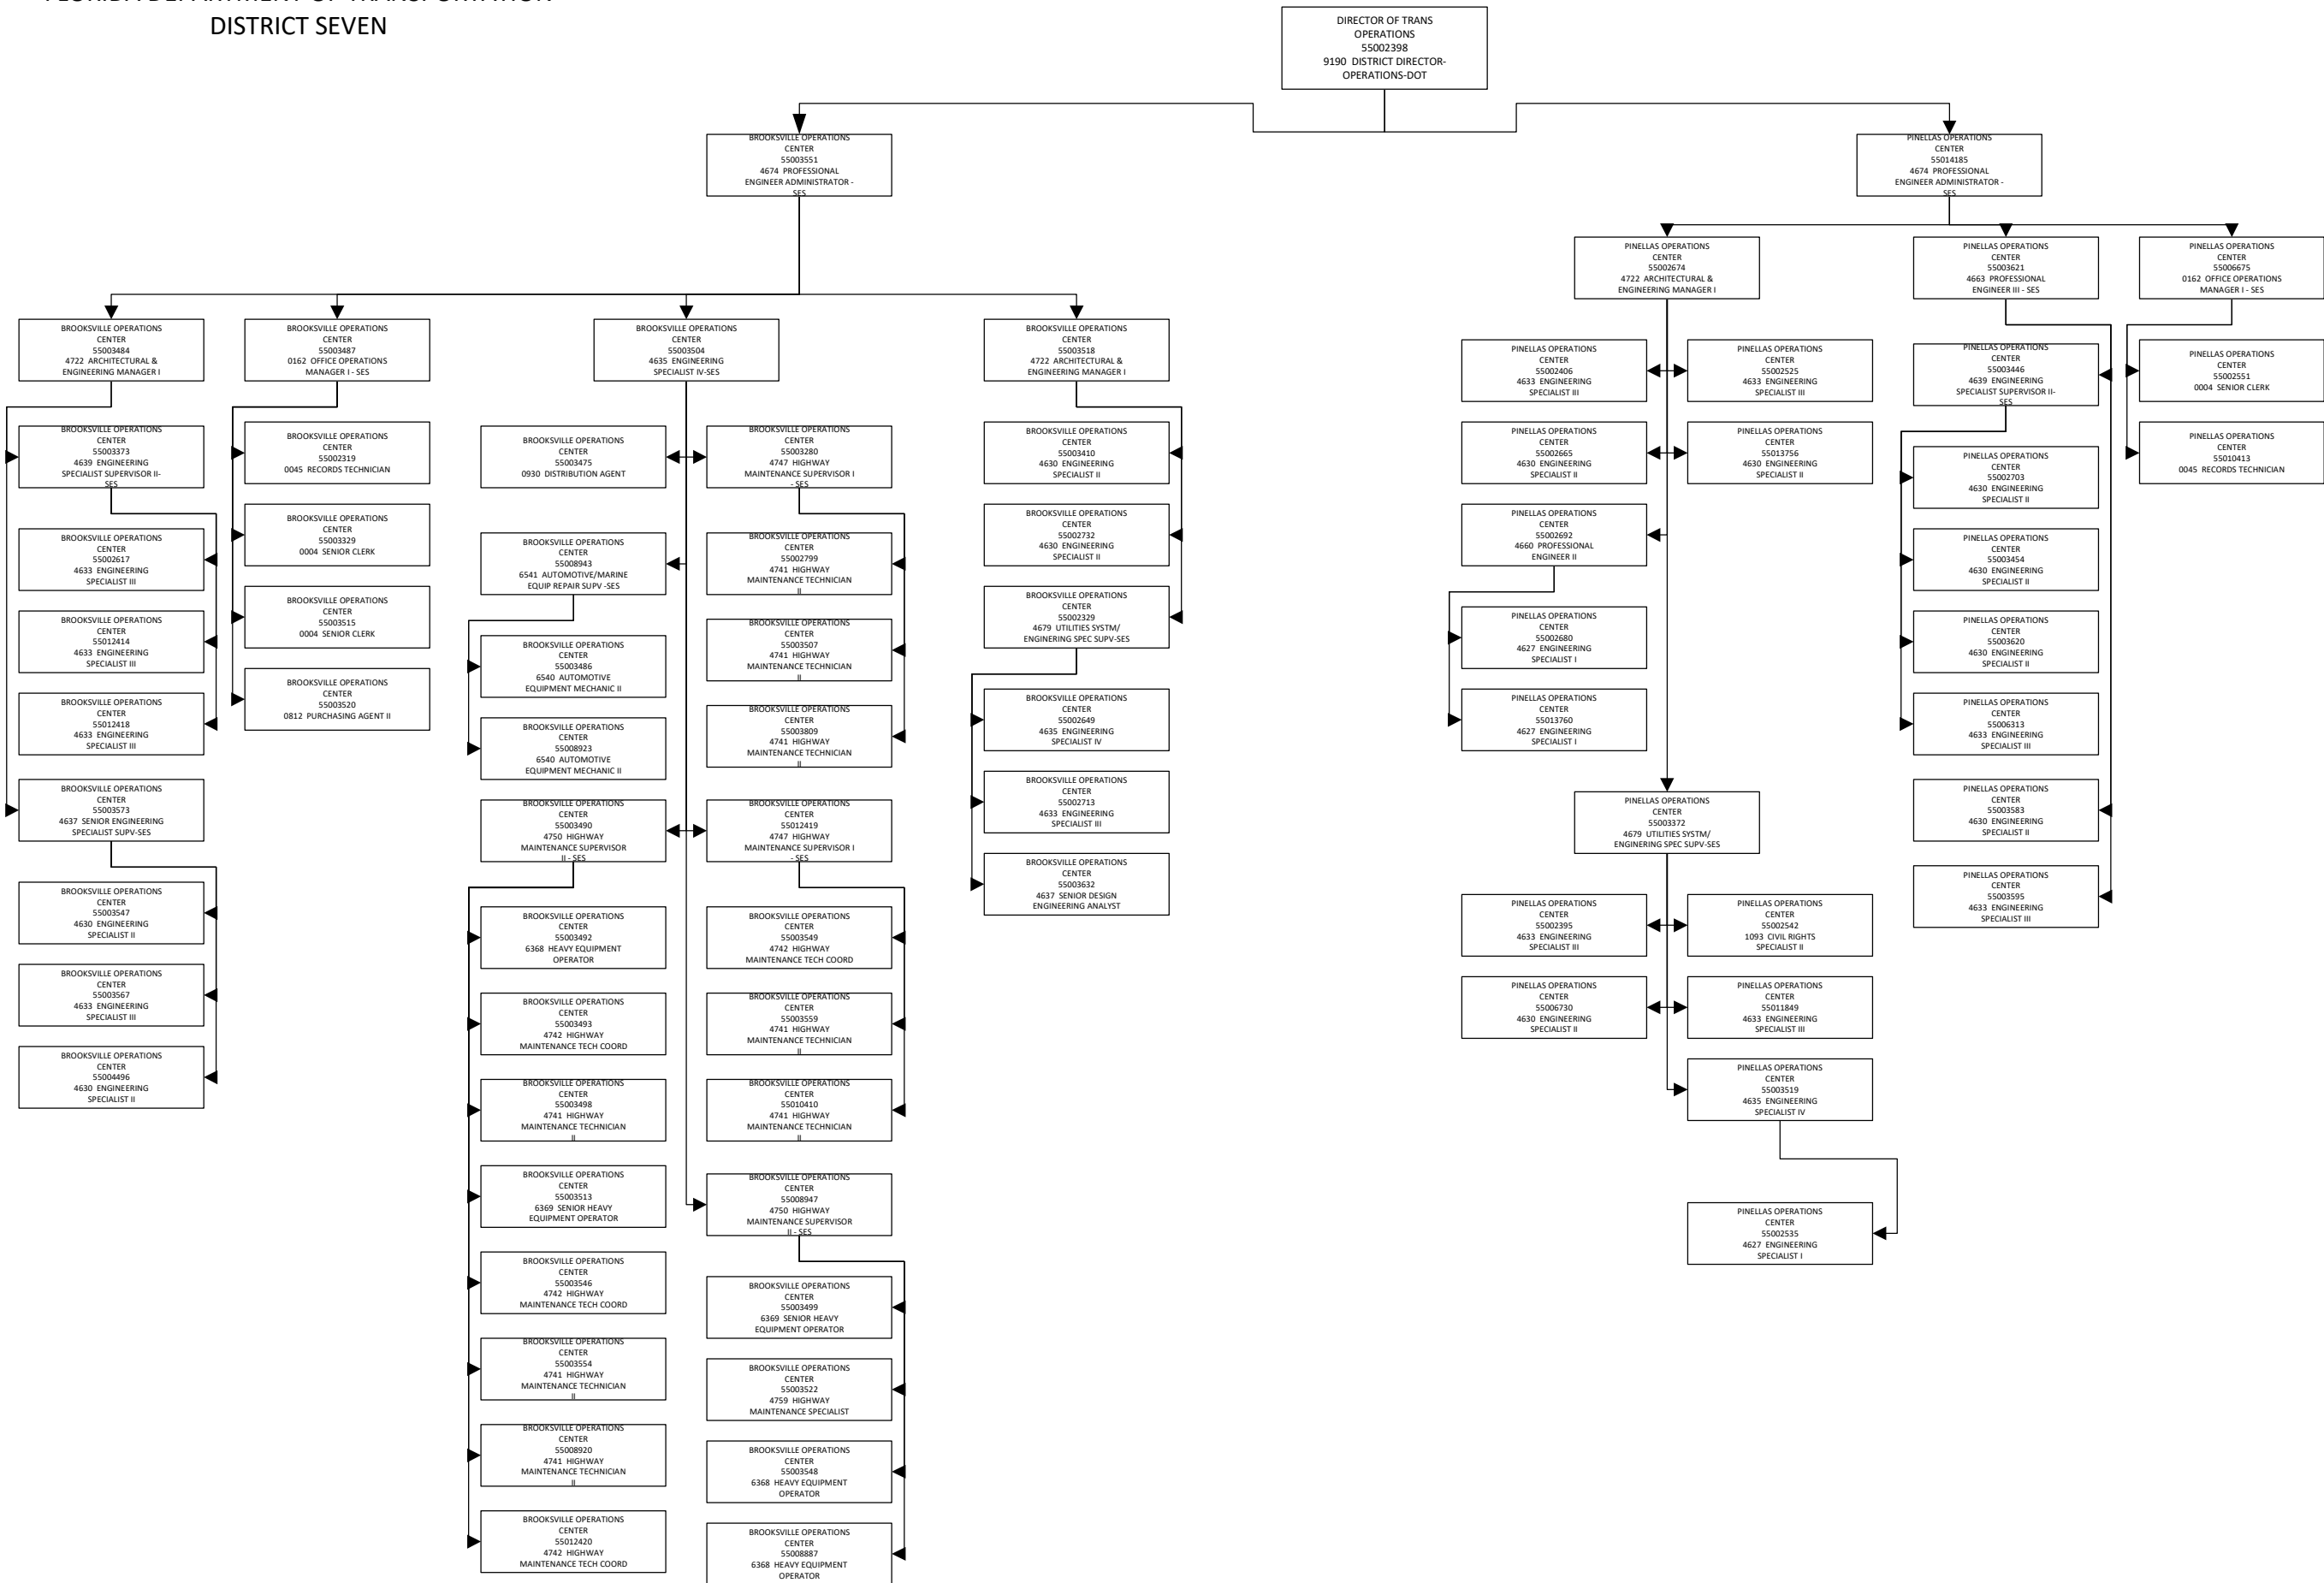 FLORIDA DEPARTMENT OF TRANSPORTATION
DISTRICT SEVEN
DIRECTOR OF TRANS
OPERATIONS
55002398
9190 DISTRICT DIRECTOR-
OPERATIONS-DOT
BROOKSVILLE OPERATIONS
CENTER
55003551
4674 PROFESSIONAL
ENGINEER ADMINISTRATOR -
SES
PINELLAS OPERATIONS
CENTER
55014185
4674 PROFESSIONAL
ENGINEER ADMINISTRATOR -
SES
BROOKSVILLE OPERATIONS
CENTER
55003484
4722 ARCHITECTURAL &
ENGINEERING MANAGER I
BROOKSVILLE OPERATIONS
CENTER
55003373
4639 ENGINEERING
SPECIALIST SUPERVISOR II-
SES
BROOKSVILLE OPERATIONS
CENTER
55002617
4633 ENGINEERING
SPECIALIST III
BROOKSVILLE OPERATIONS
CENTER
55012414
4633 ENGINEERING
SPECIALIST III
BROOKSVILLE OPERATIONS
CENTER
55012418
4633 ENGINEERING
SPECIALIST III
BROOKSVILLE OPERATIONS
CENTER
55003573
4637 SENIOR ENGINEERING
SPECIALIST SUPV-SES
BROOKSVILLE OPERATIONS
CENTER
55003547
4630 ENGINEERING
SPECIALIST II
BROOKSVILLE OPERATIONS
CENTER
55003567
4633 ENGINEERING
SPECIALIST III
BROOKSVILLE OPERATIONS
CENTER
55004496
4630 ENGINEERING
SPECIALIST II
BROOKSVILLE OPERATIONS
CENTER
55003487
0162 OFFICE OPERATIONS
MANAGER I - SES
BROOKSVILLE OPERATIONS
CENTER
55002319
0045 RECORDS TECHNICIAN
BROOKSVILLE OPERATIONS
CENTER
55003329
0004 SENIOR CLERK
BROOKSVILLE OPERATIONS
CENTER
55003515
0004 SENIOR CLERK
BROOKSVILLE OPERATIONS
CENTER
55003520
0812 PURCHASING AGENT II
BROOKSVILLE OPERATIONS
CENTER
55003504
4635 ENGINEERING
SPECIALIST IV-SES
BROOKSVILLE OPERATIONS
CENTER
55003475
0930 DISTRIBUTION AGENT
BROOKSVILLE OPERATIONS
CENTER
55008943
6541 AUTOMOTIVE/MARINE
EQUIP REPAIR SUPV -SES
BROOKSVILLE OPERATIONS
CENTER
55003486
6540 AUTOMOTIVE
EQUIPMENT MECHANIC II
BROOKSVILLE OPERATIONS
CENTER
55008923
6540 AUTOMOTIVE
EQUIPMENT MECHANIC II
BROOKSVILLE OPERATIONS
CENTER
55003490
4750 HIGHWAY
MAINTENANCE SUPERVISOR
II - SES
BROOKSVILLE OPERATIONS
CENTER
55003492
6368 HEAVY EQUIPMENT
OPERATOR
BROOKSVILLE OPERATIONS
CENTER
55003493
4742 HIGHWAY
MAINTENANCE TECH COORD
BROOKSVILLE OPERATIONS
CENTER
55003498
4741 HIGHWAY
MAINTENANCE TECHNICIAN
II
BROOKSVILLE OPERATIONS
CENTER
55003513
6369 SENIOR HEAVY
EQUIPMENT OPERATOR
BROOKSVILLE OPERATIONS
CENTER
55003546
4742 HIGHWAY
MAINTENANCE TECH COORD
BROOKSVILLE OPERATIONS
CENTER
55003554
4741 HIGHWAY
MAINTENANCE TECHNICIAN
II
BROOKSVILLE OPERATIONS
CENTER
55008920
4741 HIGHWAY
MAINTENANCE TECHNICIAN
II
BROOKSVILLE OPERATIONS
CENTER
55012420
4742 HIGHWAY
MAINTENANCE TECH COORD
BROOKSVILLE OPERATIONS
CENTER
55003280
4747 HIGHWAY
MAINTENANCE SUPERVISOR I
- SES
BROOKSVILLE OPERATIONS
CENTER
55002799
4741 HIGHWAY
MAINTENANCE TECHNICIAN
II
BROOKSVILLE OPERATIONS
CENTER
55003507
4741 HIGHWAY
MAINTENANCE TECHNICIAN
II
BROOKSVILLE OPERATIONS
CENTER
55003809
4741 HIGHWAY
MAINTENANCE TECHNICIAN
II
BROOKSVILLE OPERATIONS
CENTER
55012419
4747 HIGHWAY
MAINTENANCE SUPERVISOR I
- SES
BROOKSVILLE OPERATIONS
CENTER
55003549
4742 HIGHWAY
MAINTENANCE TECH COORD
BROOKSVILLE OPERATIONS
CENTER
55003559
4741 HIGHWAY
MAINTENANCE TECHNICIAN
II
BROOKSVILLE OPERATIONS
CENTER
55010410
4741 HIGHWAY
MAINTENANCE TECHNICIAN
II
BROOKSVILLE OPERATIONS
CENTER
55008947
4750 HIGHWAY
MAINTENANCE SUPERVISOR
II - SES
BROOKSVILLE OPERATIONS
CENTER
55003499
6369 SENIOR HEAVY
EQUIPMENT OPERATOR
BROOKSVILLE OPERATIONS
CENTER
55003522
4759 HIGHWAY
MAINTENANCE SPECIALIST
BROOKSVILLE OPERATIONS
CENTER
55003548
6368 HEAVY EQUIPMENT
OPERATOR
BROOKSVILLE OPERATIONS
CENTER
55008887
6368 HEAVY EQUIPMENT
OPERATOR
BROOKSVILLE OPERATIONS
CENTER
55003518
4722 ARCHITECTURAL &
ENGINEERING MANAGER I
BROOKSVILLE OPERATIONS
CENTER
55003410
4630 ENGINEERING
SPECIALIST II
BROOKSVILLE OPERATIONS
CENTER
55002732
4630 ENGINEERING
SPECIALIST II
BROOKSVILLE OPERATIONS
CENTER
55002329
4679 UTILITIES SYSTM/
ENGINERING SPEC SUPV-SES
BROOKSVILLE OPERATIONS
CENTER
55002649
4635 ENGINEERING
SPECIALIST IV
BROOKSVILLE OPERATIONS
CENTER
55002713
4633 ENGINEERING
SPECIALIST III
BROOKSVILLE OPERATIONS
CENTER
55003632
4637 SENIOR DESIGN
ENGINEERING ANALYST
PINELLAS OPERATIONS
CENTER
55002674
4722 ARCHITECTURAL &
ENGINEERING MANAGER I
PINELLAS OPERATIONS
CENTER
55002406
4633 ENGINEERING
SPECIALIST III
PINELLAS OPERATIONS
CENTER
55002525
4633 ENGINEERING
SPECIALIST III
PINELLAS OPERATIONS
CENTER
55002665
4630 ENGINEERING
SPECIALIST II
PINELLAS OPERATIONS
CENTER
55013756
4630 ENGINEERING
SPECIALIST II
PINELLAS OPERATIONS
CENTER
55002692
4660 PROFESSIONAL
ENGINEER II
PINELLAS OPERATIONS
CENTER
55002680
4627 ENGINEERING
SPECIALIST I
PINELLAS OPERATIONS
CENTER
55013760
4627 ENGINEERING
SPECIALIST I
PINELLAS OPERATIONS
CENTER
55003372
4679 UTILITIES SYSTM/
ENGINERING SPEC SUPV-SES
PINELLAS OPERATIONS
CENTER
55002395
4633 ENGINEERING
SPECIALIST III
PINELLAS OPERATIONS
CENTER
55002542
1093 CIVIL RIGHTS
SPECIALIST II
PINELLAS OPERATIONS
CENTER
55006730
4630 ENGINEERING
SPECIALIST II
PINELLAS OPERATIONS
CENTER
55011849
4633 ENGINEERING
SPECIALIST III
PINELLAS OPERATIONS
CENTER
55003519
4635 ENGINEERING
SPECIALIST IV
PINELLAS OPERATIONS
CENTER
55002535
4627 ENGINEERING
SPECIALIST I
PINELLAS OPERATIONS
CENTER
55003621
4663 PROFESSIONAL
ENGINEER III - SES
PINELLAS OPERATIONS
CENTER
55003446
4639 ENGINEERING
SPECIALIST SUPERVISOR II-
SES
PINELLAS OPERATIONS
CENTER
55002703
4630 ENGINEERING
SPECIALIST II
PINELLAS OPERATIONS
CENTER
55003454
4630 ENGINEERING
SPECIALIST II
PINELLAS OPERATIONS
CENTER
55003620
4630 ENGINEERING
SPECIALIST II
PINELLAS OPERATIONS
CENTER
55006313
4633 ENGINEERING
SPECIALIST III
PINELLAS OPERATIONS
CENTER
55003583
4630 ENGINEERING
SPECIALIST II
PINELLAS OPERATIONS
CENTER
55003595
4633 ENGINEERING
SPECIALIST III
PINELLAS OPERATIONS
CENTER
55006675
0162 OFFICE OPERATIONS
MANAGER I - SES
PINELLAS OPERATIONS
CENTER
55002551
0004 SENIOR CLERK
PINELLAS OPERATIONS
CENTER
55010413
0045 RECORDS TECHNICIAN